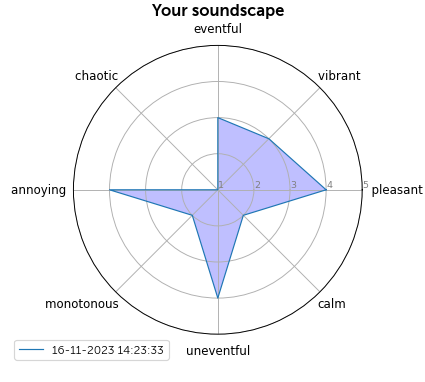 Your soundscape
eventful
chaotic
vibrant
annoying
1 2 3 4 5
pleasant
monotonous
calm
uneventful
16-11-2023 14:23:33